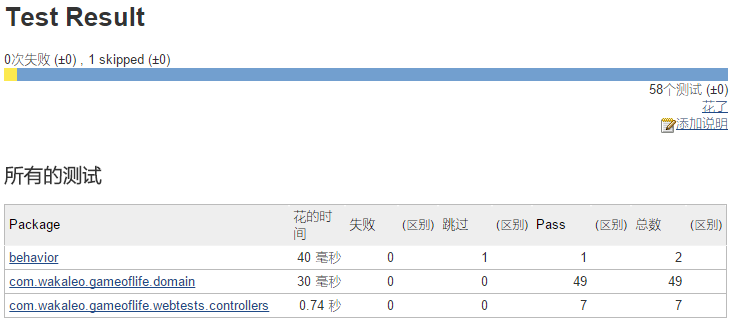 Test Result
0次失败 (±0) , 1 skipped (±0)
58个测试 (±0)
花了
添加说明
所有的测试
Package 花的时间 失败 (区别) 跳过 (区别) Pass (区别) 总数 (区别)
behavior 40 毫秒 0 1 1 2
com.wakaleo.gameoflife.domain 30 毫秒 0 0 49 49
com.wakaleo.gameoflife.webtests.controllers 0.74 秒 0 0 7 7